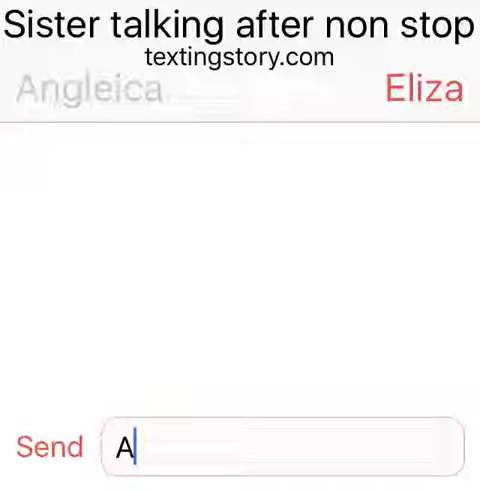 Sister talking after non stop
textingstory.com
Angleica Eliza
Send A